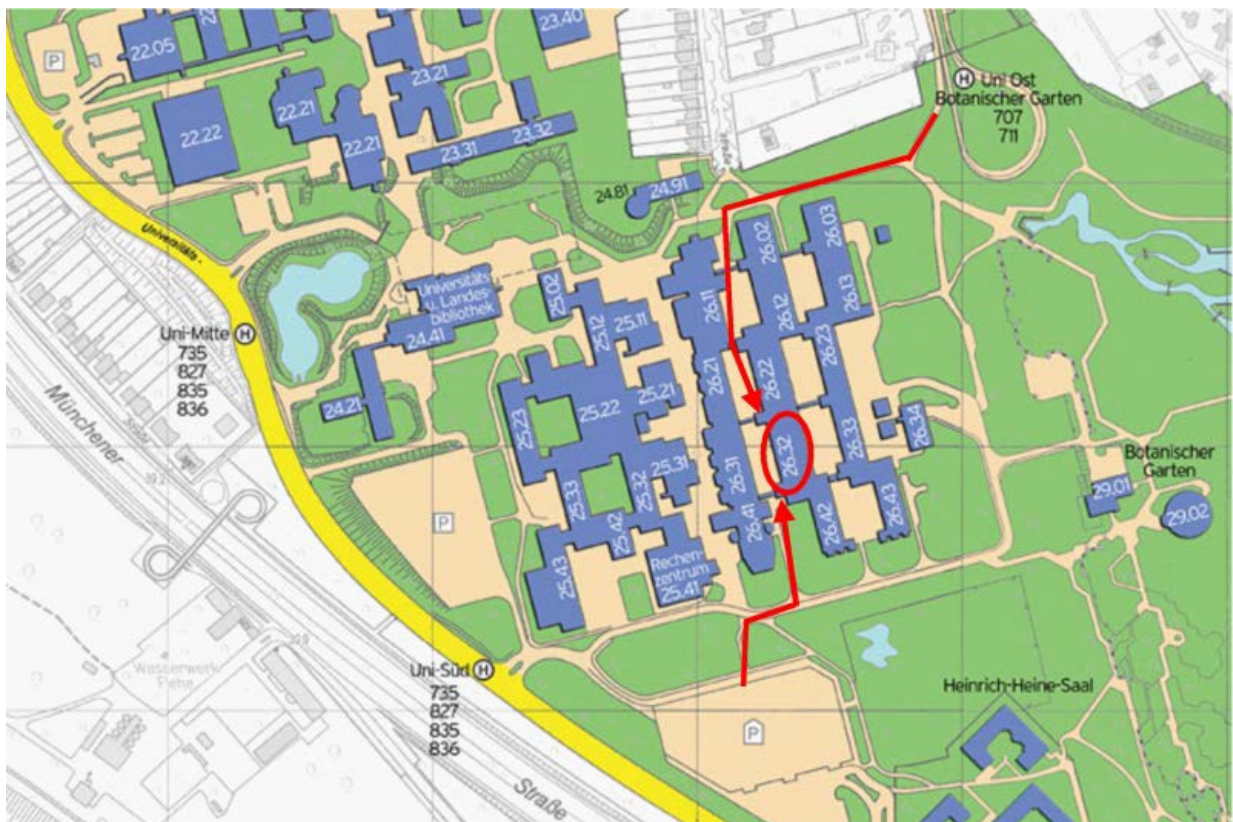 22.05
23.40
23.21
P
P
22.22
22.21
22.21
23.31
23.32
H Uni Ost
Botanischer Garten
707
711
24.81
24.91
26.02
26.03
Universitäts -
Universitäts
u. Landes-
bibliothek
25.02
25.12
25.11
26.11
26.12
26.13
Uni-Mitte H
735
827
835
836
24.41
24.21
25.23
25.22
25.21
26.21
26.22
26.23
Münchener
26.32
26.31
26.33
26.34
25.31
25.32
25.33
Botanischer
Garten
29.01
29.02
P
25.42
25.43
26.41
26.42
26.43
Rechen-
zentrum
25.41
Wasserwerk
Flehe
Uni-Süd H
735
827
835
836
Heinrich-Heine-Saal
P
Straße